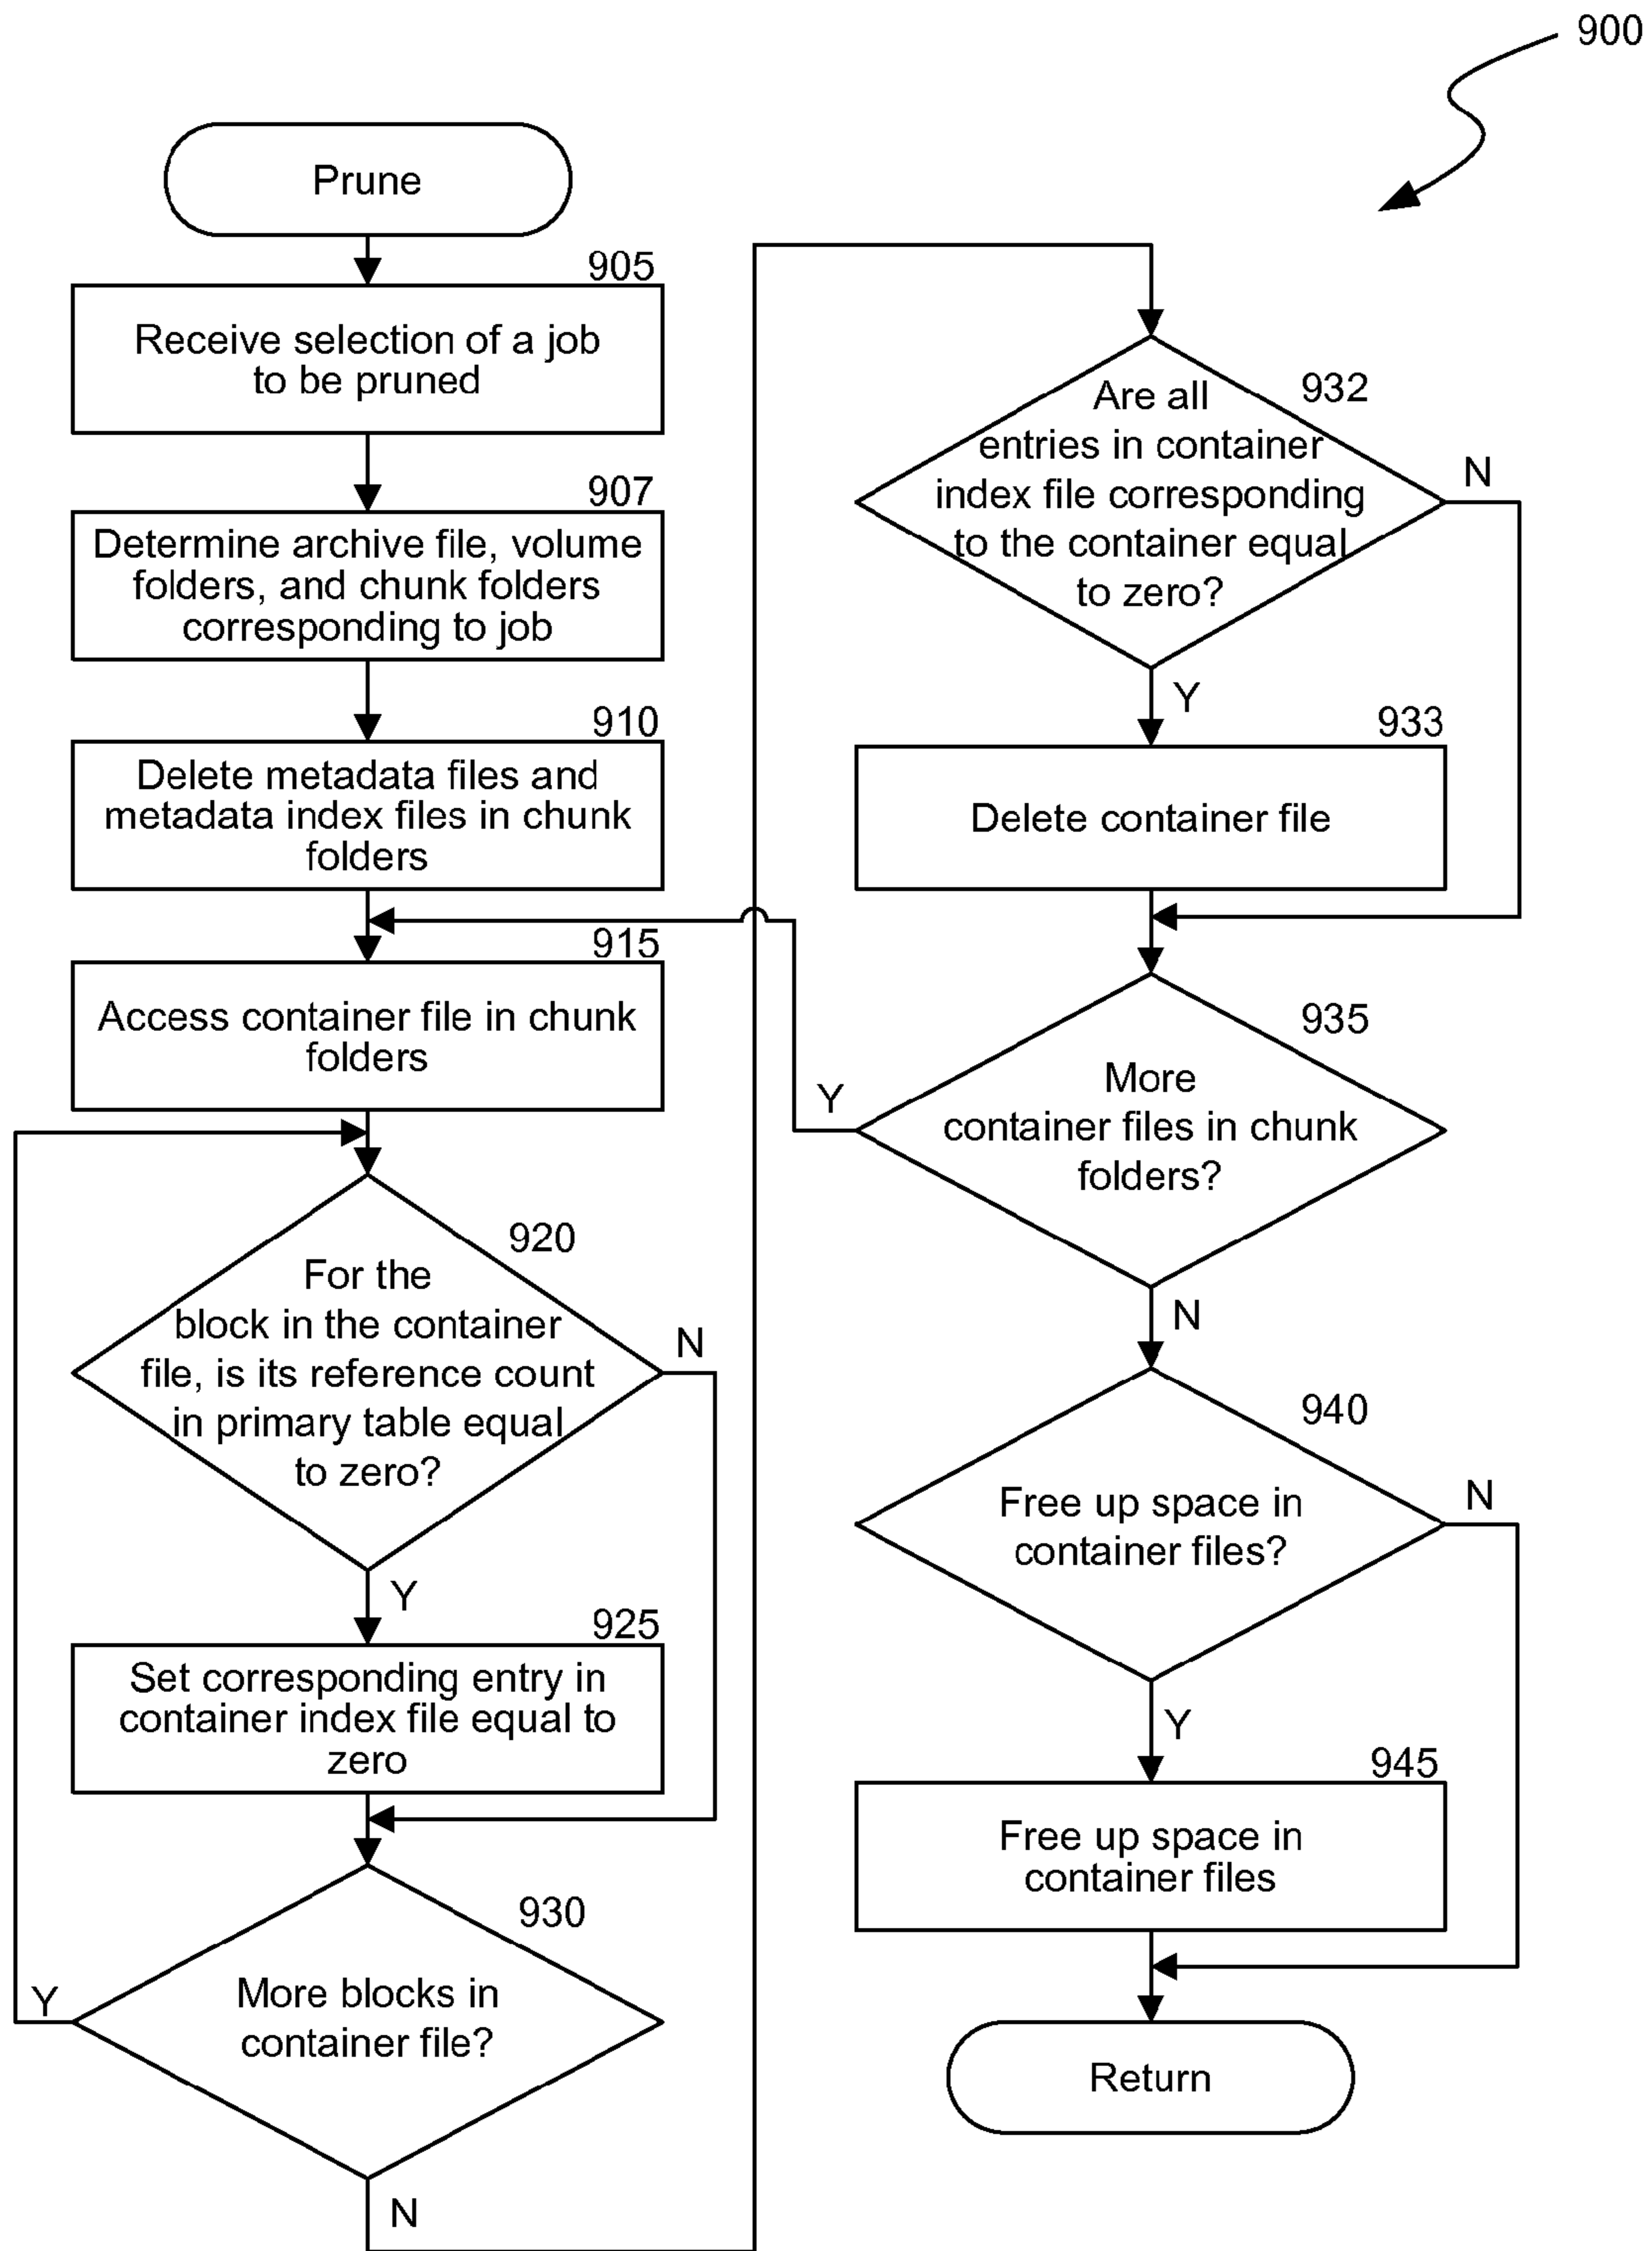 900
Prune
905
Receive selection of a job
to be pruned
907
Determine archive file, volume
folders, and chunk folders
corresponding to job
910
Delete metadata files and
metadata index files in chunk
folders
915
Access container file in chunk
folders
920
For the
block in the container
file, is its reference count
in primary table equal
to zero?
N
Y
925
Set corresponding entry in
container index file equal to
zero
930
More blocks in
container file?
Y
N
932
Are all
entries in container
index file corresponding
to the container equal
to zero?
N
Y
933
Delete container file
935
More
container files in chunk
folders?
Y
N
940
Free up space in
container files?
N
Y
945
Free up space in
container files
Return